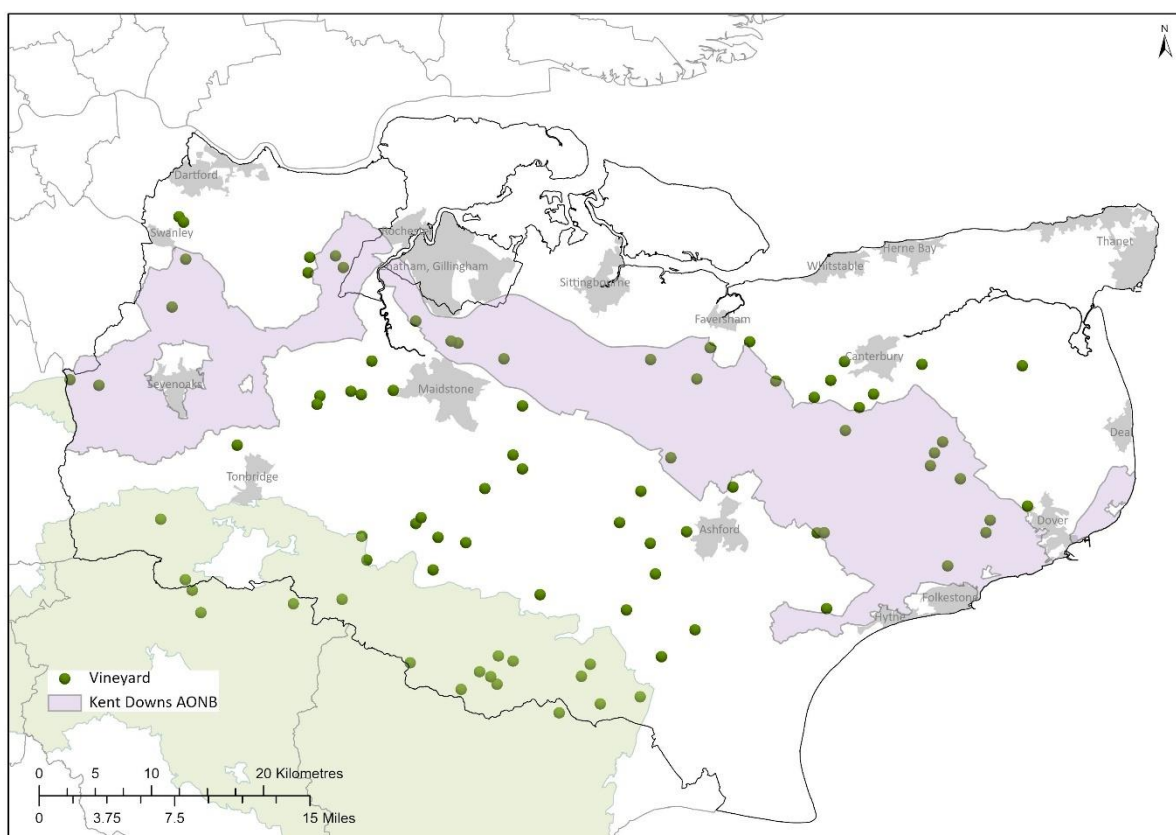 N
Dartford
Swanley
Rochester
Chatham, Gillingham
Sittingbourne
Whitstable
Herne Bay
Thanet
Faversham
Canterbury
Sevenoaks
Maidstone
Deal
Tonbridge
Ashford
Dover
Folkestone
Hythe
Vineyard
Kent Downs AONB
0 5 10 20 Kilometres
0 3.75 7.5 15 Miles